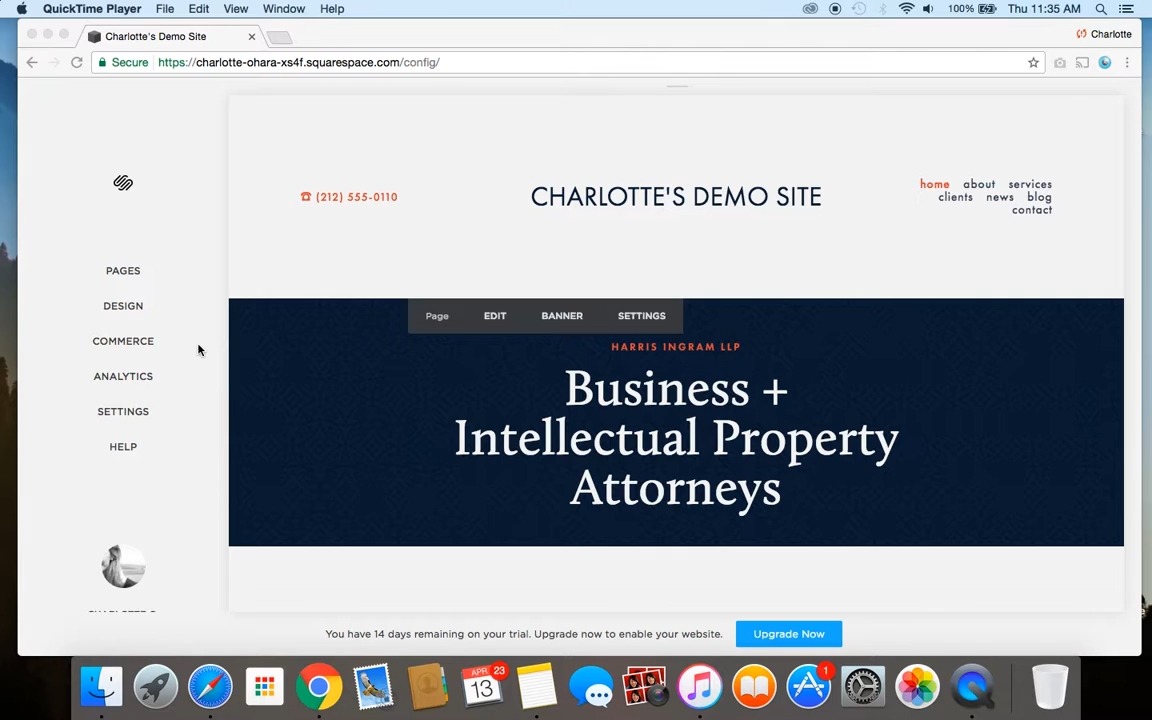 QuickTime Player File Edit View Window Help
100% Thu 11:35 AM
Charlotte's Demo Site
Charlotte
Secure https://charlotte-ohara-xs4f.squarespace.com/config/
PAGES
DESIGN
COMMERCE
ANALYTICS
SETTINGS
HELP
☎ (212) 555-0110
CHARLOTTE'S DEMO SITE
home about services
clients news blog
contact
Page EDIT BANNER SETTINGS
HARRIS INGRAM LLP
Business +
Intellectual Property
Attorneys
You have 14 days remaining on your trial. Upgrade now to enable your website.
Upgrade Now
APR 23
13
1